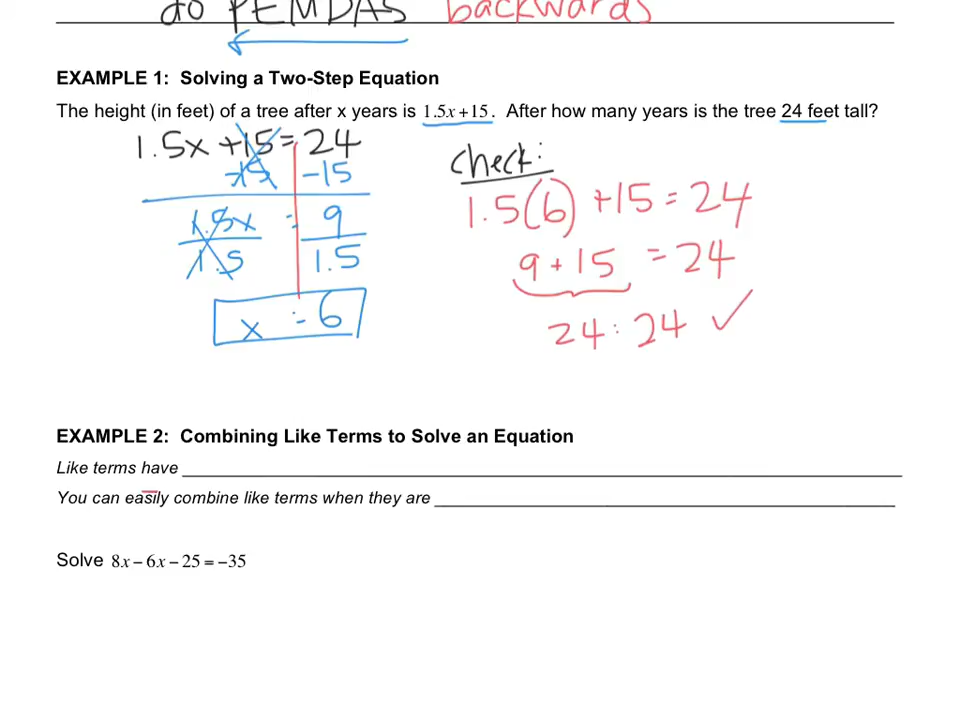 do PEMDAS backwards
EXAMPLE 1: Solving a Two-Step Equation
The height (in feet) of a tree after x years is 1.5x+15. After how many years is the tree 24 feet tall?
1.5x +15 = 24
-15 -15
1.5x = 9
1.5 1.5
x = 6
Check:
1.5(6) +15 = 24
9 + 15 = 24
24 = 24 ✓
EXAMPLE 2: Combining Like Terms to Solve an Equation
Like terms have
You can easily combine like terms when they are
Solve 8x − 6x − 25 = −35